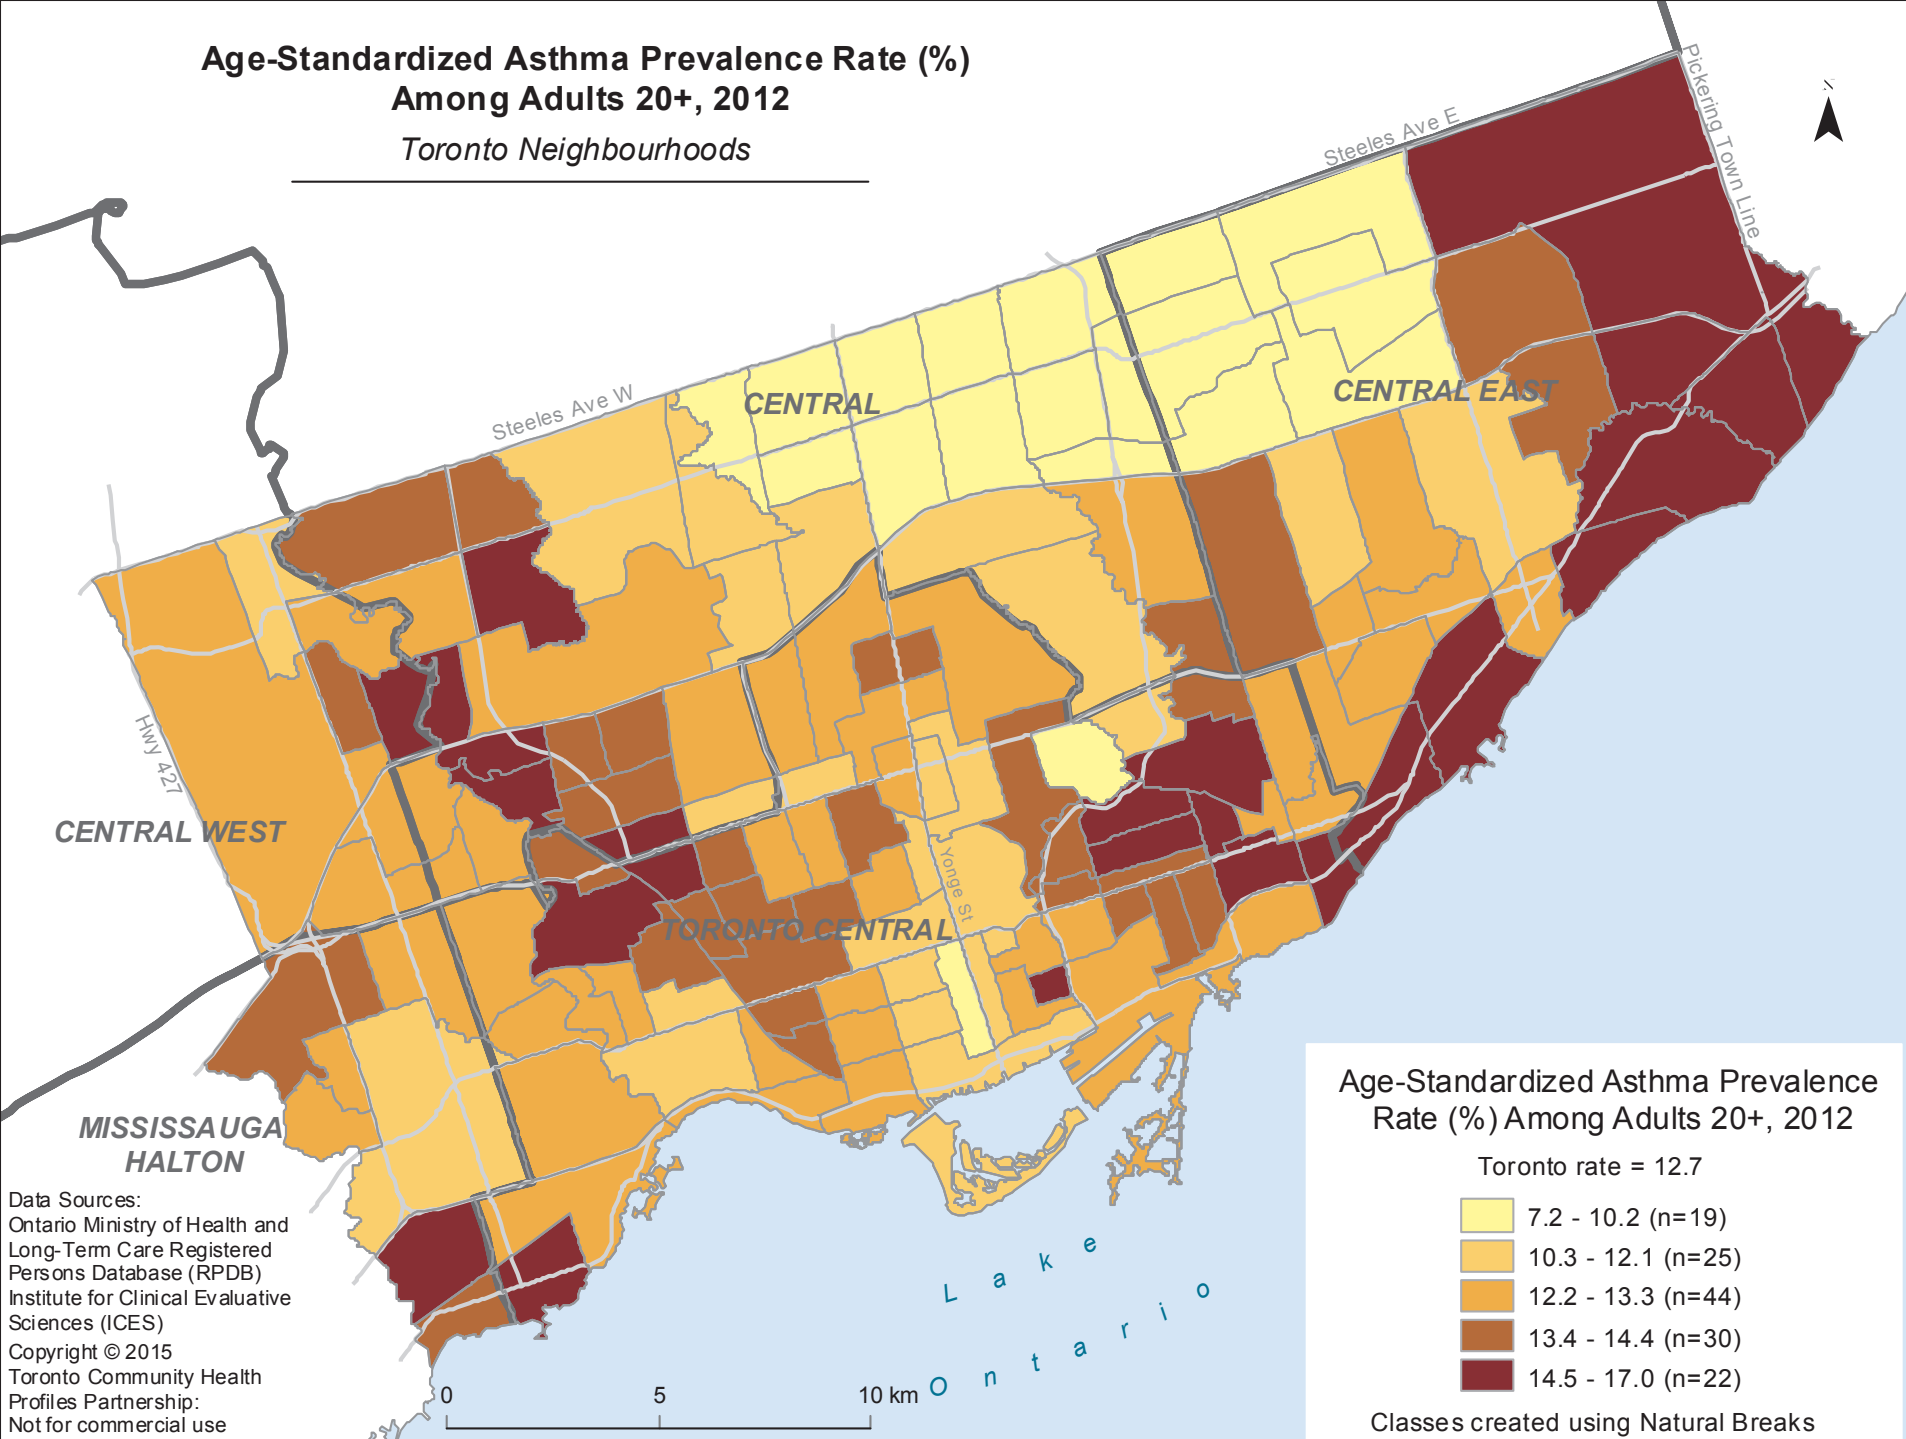 Age-Standardized Asthma Prevalence Rate (%)
Among Adults 20+, 2012
Toronto Neighbourhoods
N
Steeles Ave E
Pickering Town Line
Steeles Ave W
CENTRAL
CENTRAL EAST
Hwy 427
CENTRAL WEST
Yonge St
TORONTO CENTRAL
MISSISSAUGA
HALTON
Lake
Ontario
Data Sources:
Ontario Ministry of Health and
Long-Term Care Registered
Persons Database (RPDB)
Institute for Clinical Evaluative
Sciences (ICES)
Copyright © 2015
Toronto Community Health
Profiles Partnership:
Not for commercial use
0 5 10 km
Age-Standardized Asthma Prevalence
Rate (%) Among Adults 20+, 2012
Toronto rate = 12.7
7.2 - 10.2 (n=19)
10.3 - 12.1 (n=25)
12.2 - 13.3 (n=44)
13.4 - 14.4 (n=30)
14.5 - 17.0 (n=22)
Classes created using Natural Breaks